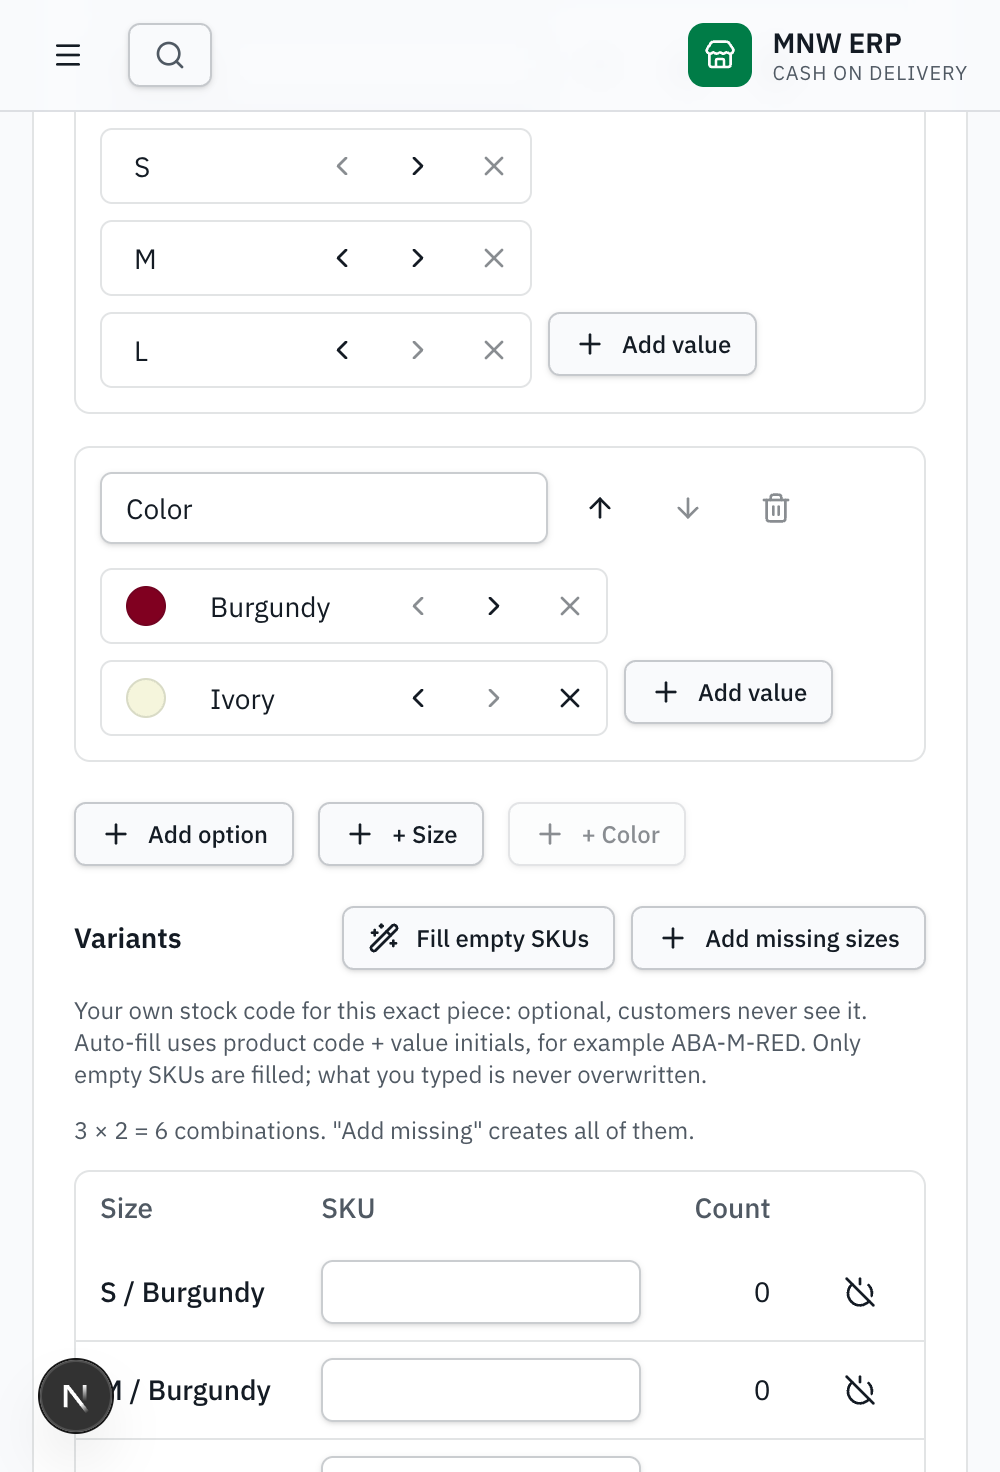 MNW ERP
CASH ON DELIVERY
S
M
L
Add value
Color
Burgundy
Ivory
Add value
Add option
+ Size
+ Color
Variants
Fill empty SKUs
Add missing sizes
Your own stock code for this exact piece: optional, customers never see it.
Auto-fill uses product code + value initials, for example ABA-M-RED. Only
empty SKUs are filled; what you typed is never overwritten.
3 × 2 = 6 combinations. "Add missing" creates all of them.
Size SKU Count
S / Burgundy 0
M / Burgundy 0
N